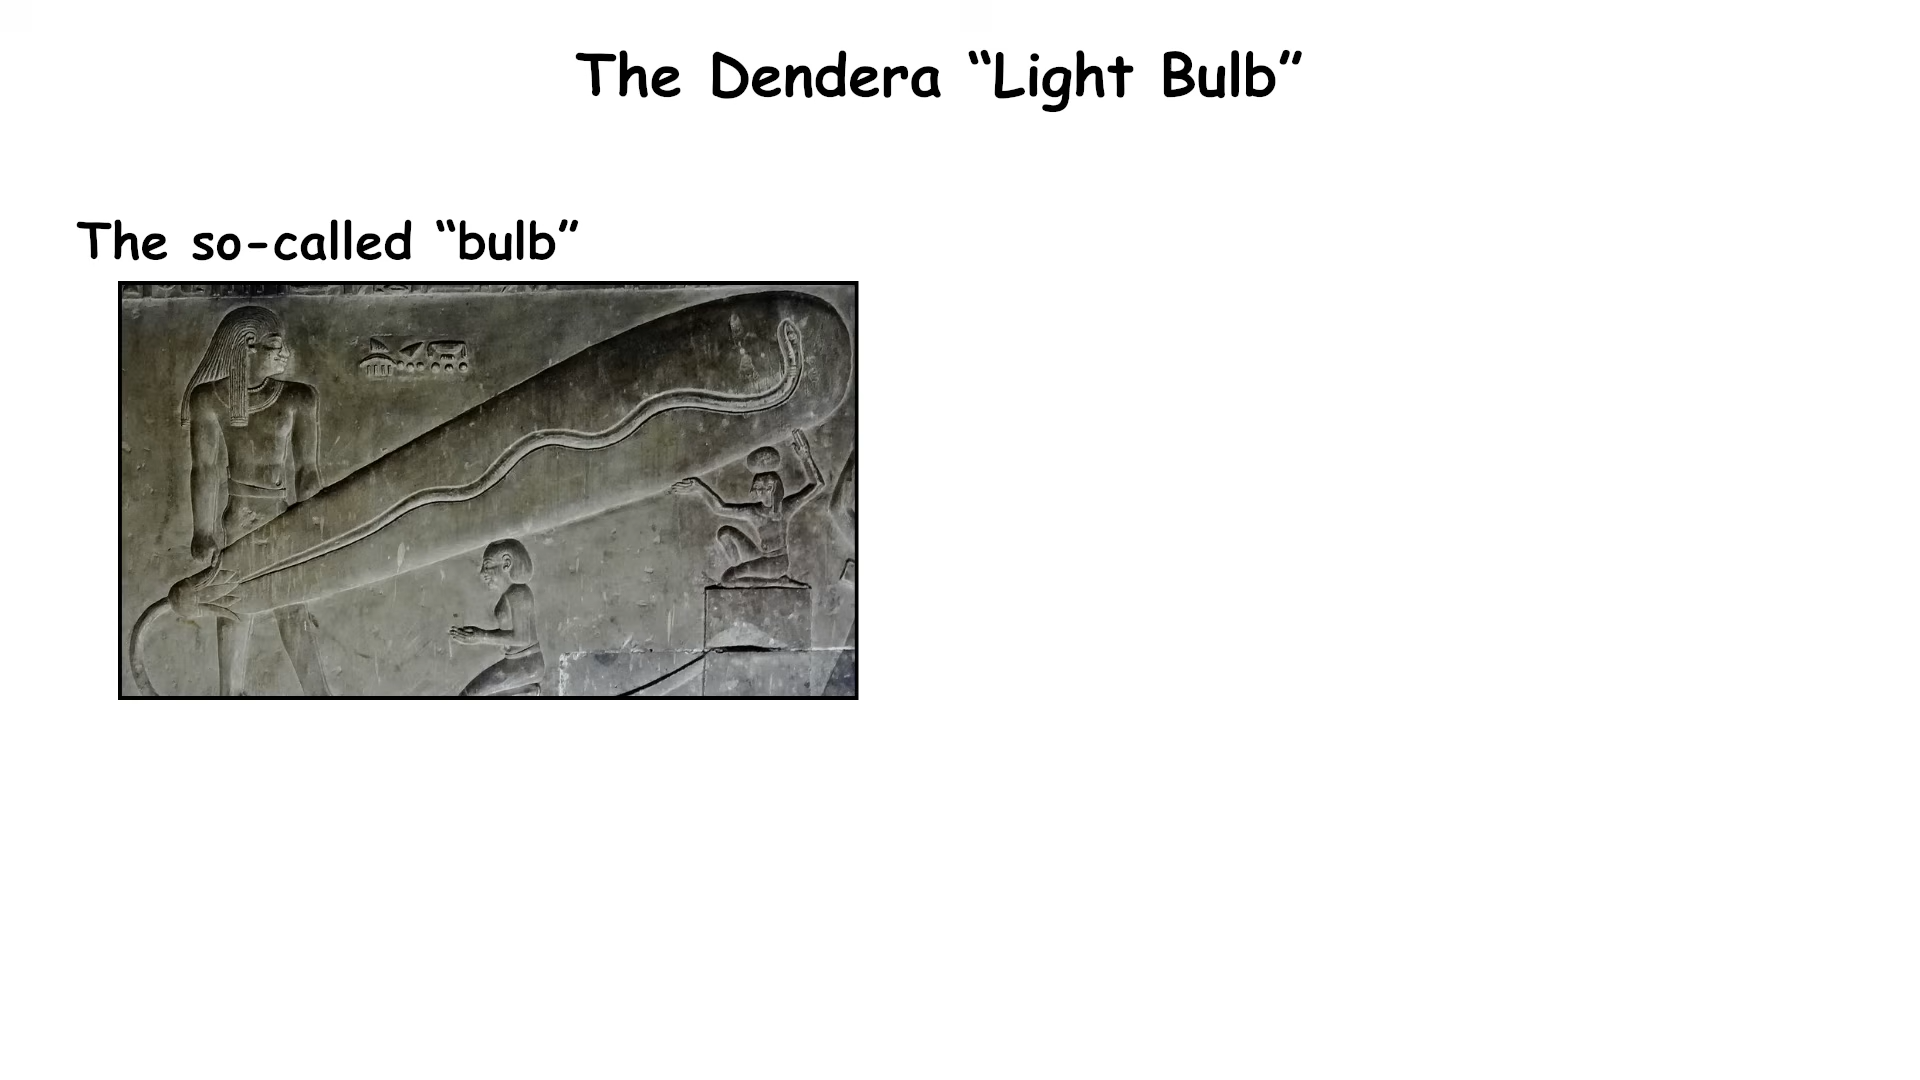 The Dendera “Light Bulb”
The so-called “bulb”